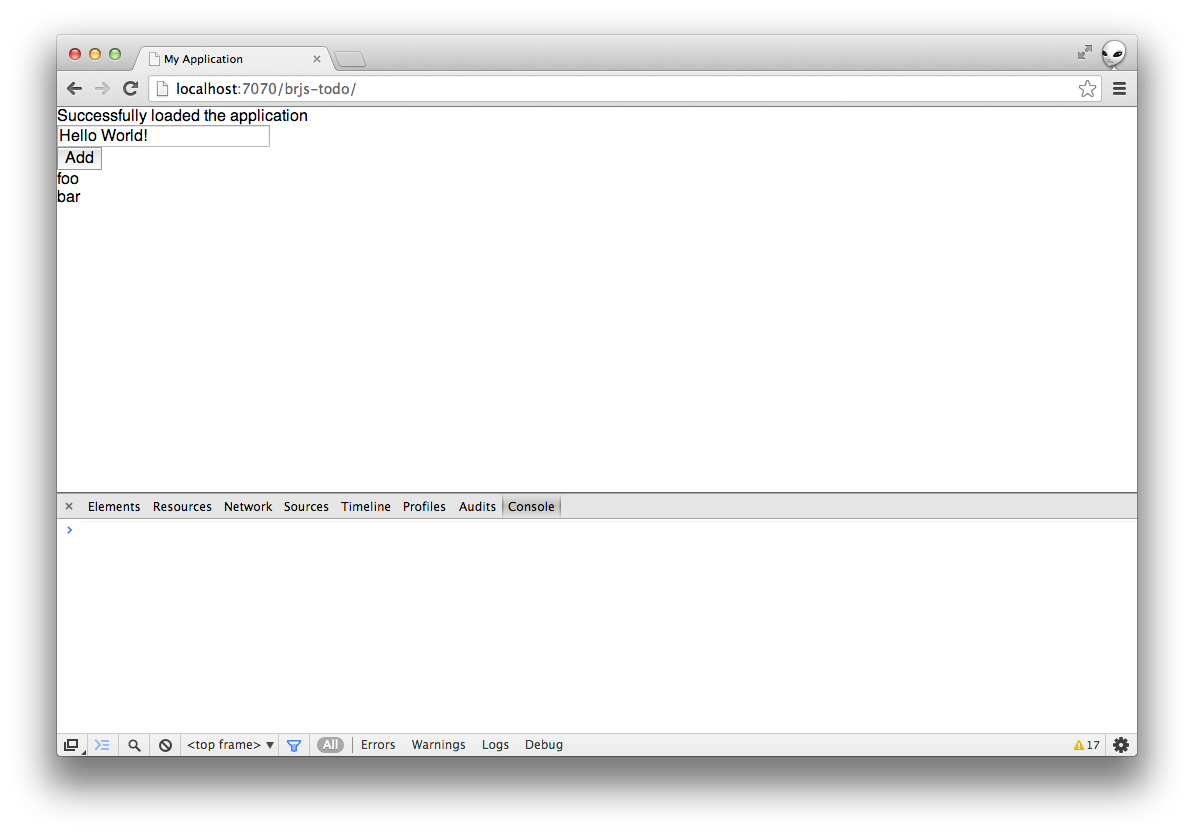 My Application
localhost:7070/brjs-todo/
Successfully loaded the application
Hello World!
Add
foo
bar
Elements Resources Network Sources Timeline Profiles Audits Console
<top frame> All Errors Warnings Logs Debug 17